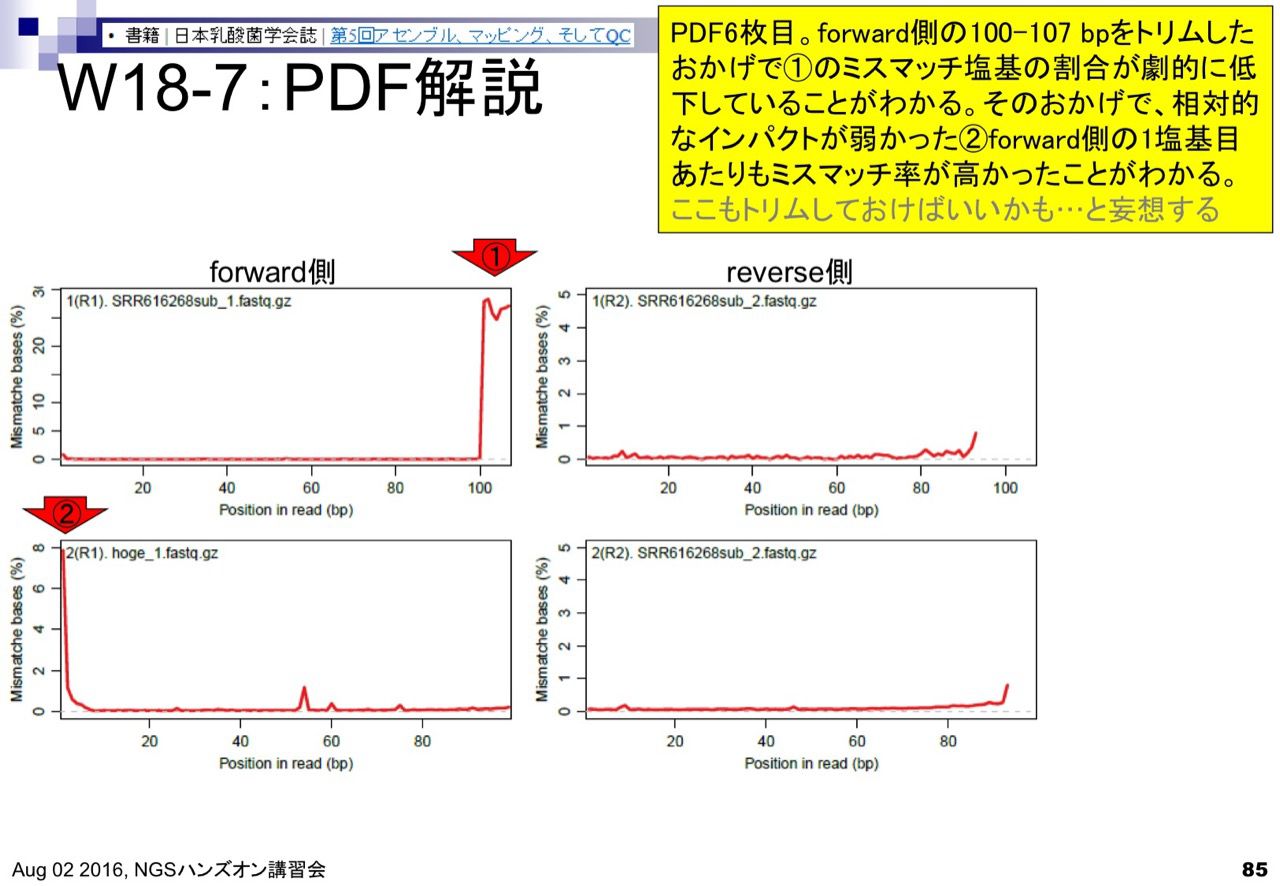 • 書籍 | 日本乳酸菌学会誌 | 第5回アセンブル、マッピング、そしてQC
W18-7：PDF解説
PDF6枚目。forward側の100-107 bpをトリムした
おかげで①のミスマッチ塩基の割合が劇的に低
下していることがわかる。そのおかげで、相対的
なインパクトが弱かった②forward側の1塩基目
あたりもミスマッチ率が高かったことがわかる。
ここもトリムしておけばいいかも…と妄想する
①
forward側
1(R1). SRR616268sub_1.fastq.gz
Mismatche bases (%)
20
10
5
0
20 40 60 80 100
Position in read (bp)
reverse側
1(R2). SRR616268sub_2.fastq.gz
Mismatche bases (%)
5
4
3
2
1
0
20 40 60 80 100
Position in read (bp)
②
2(R1). hoge_1.fastq.gz
Mismatche bases (%)
8
6
4
2
0
20 40 60 80
Position in read (bp)
2(R2). SRR616268sub_2.fastq.gz
Mismatche bases (%)
5
4
3
2
1
0
20 40 60 80
Position in read (bp)
Aug 02 2016, NGSハンズオン講習会
85